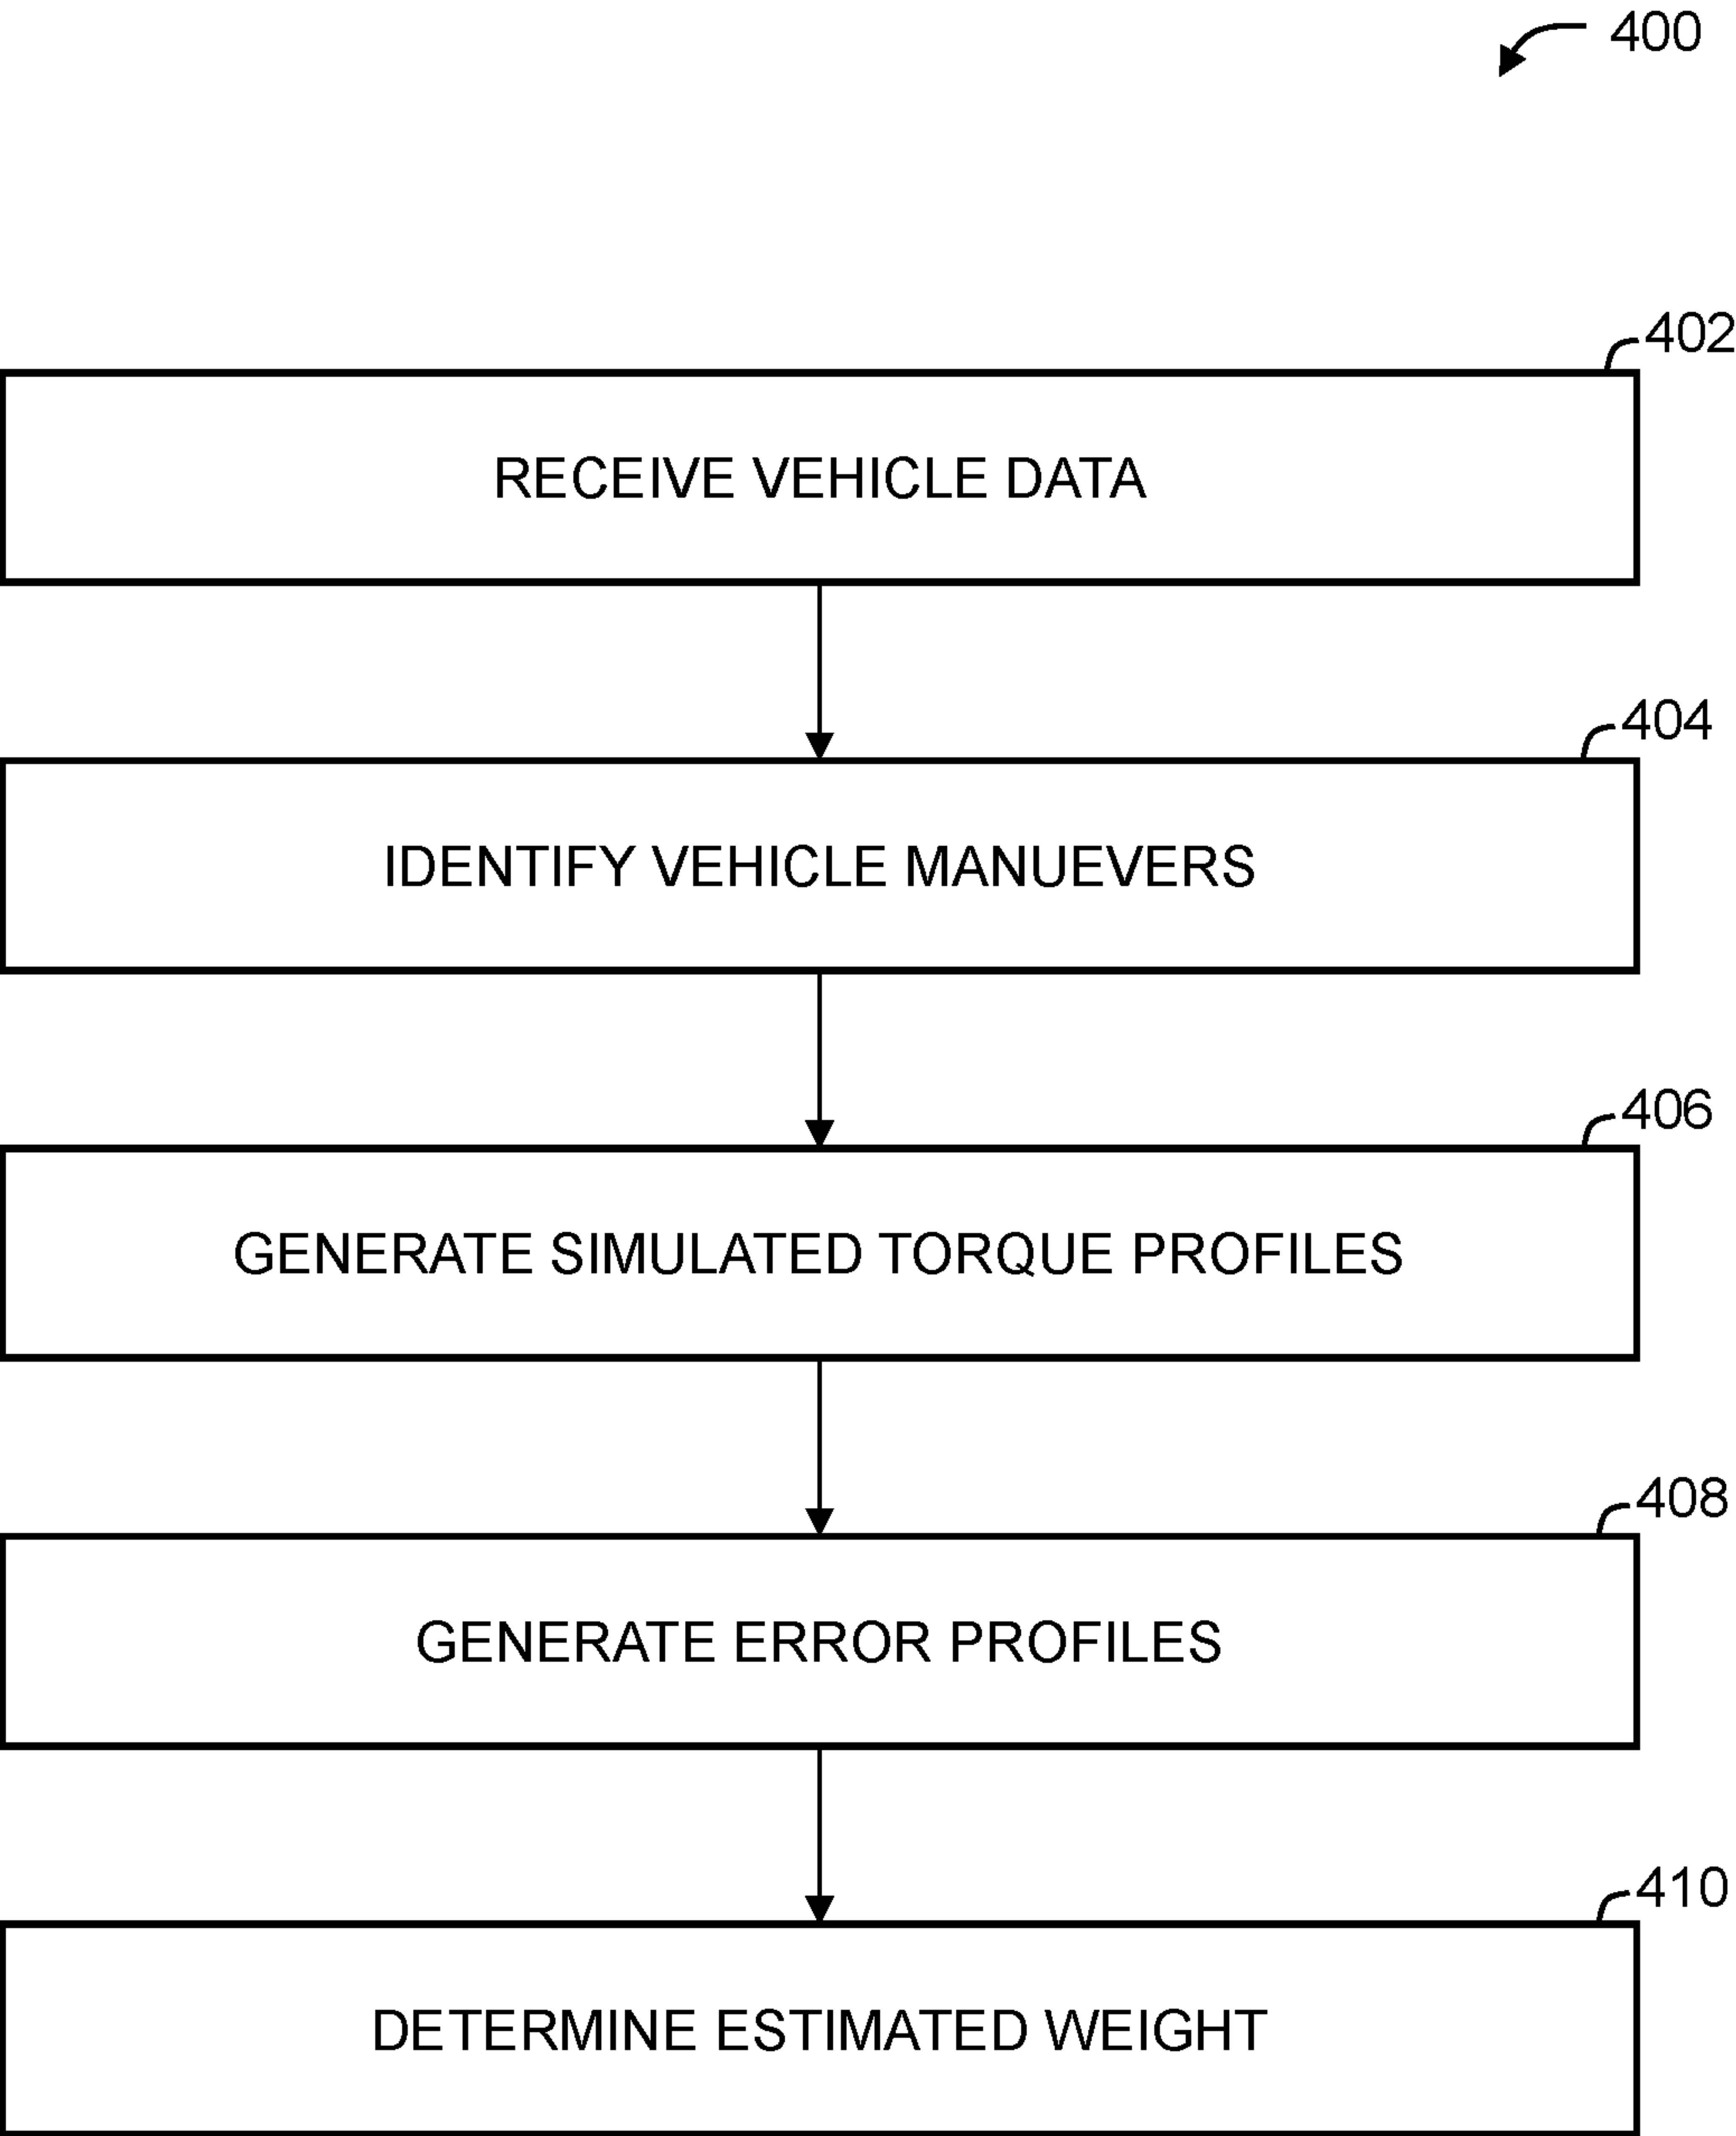 400
402
RECEIVE VEHICLE DATA
404
IDENTIFY VEHICLE MANUEVERS
406
GENERATE SIMULATED TORQUE PROFILES
408
GENERATE ERROR PROFILES
410
DETERMINE ESTIMATED WEIGHT